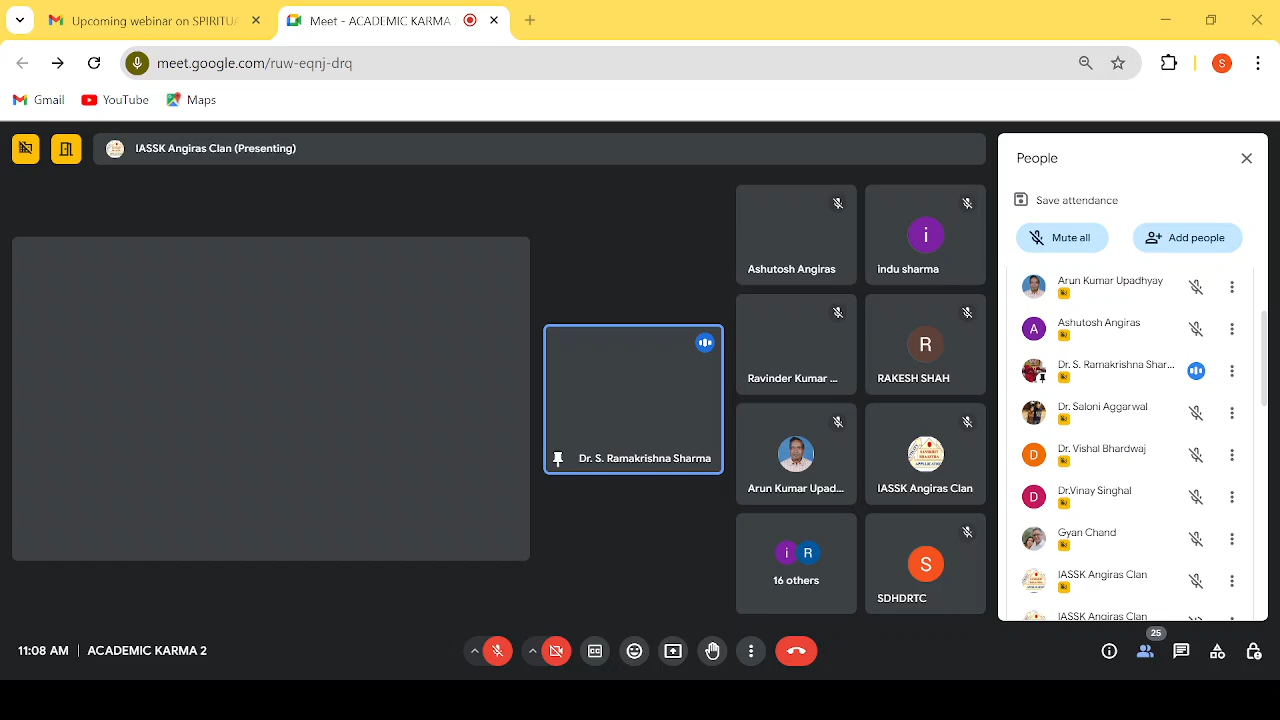 Upcoming webinar on SPIRITUA
Meet - ACADEMIC KARMA
meet.google.com/ruw-eqnj-drq
S
Gmail
YouTube
Maps
IASSK Angiras Clan (Presenting)
People
Save attendance
Mute all
Add people
Ashutosh Angiras
i
indu sharma
Ravinder Kumar ...
R
RAKESH SHAH
Dr. S. Ramakrishna Sharma
Arun Kumar Upad...
IASSK Angiras Clan
i R
16 others
S
SDHDRTC
Arun Kumar Upadhyay
A
Ashutosh Angiras
Dr. S. Ramakrishna Shar...
Dr. Saloni Aggarwal
D
Dr. Vishal Bhardwaj
D
Dr.Vinay Singhal
Gyan Chand
IASSK Angiras Clan
IASSK Angiras Clan
11:08 AM | ACADEMIC KARMA 2
25